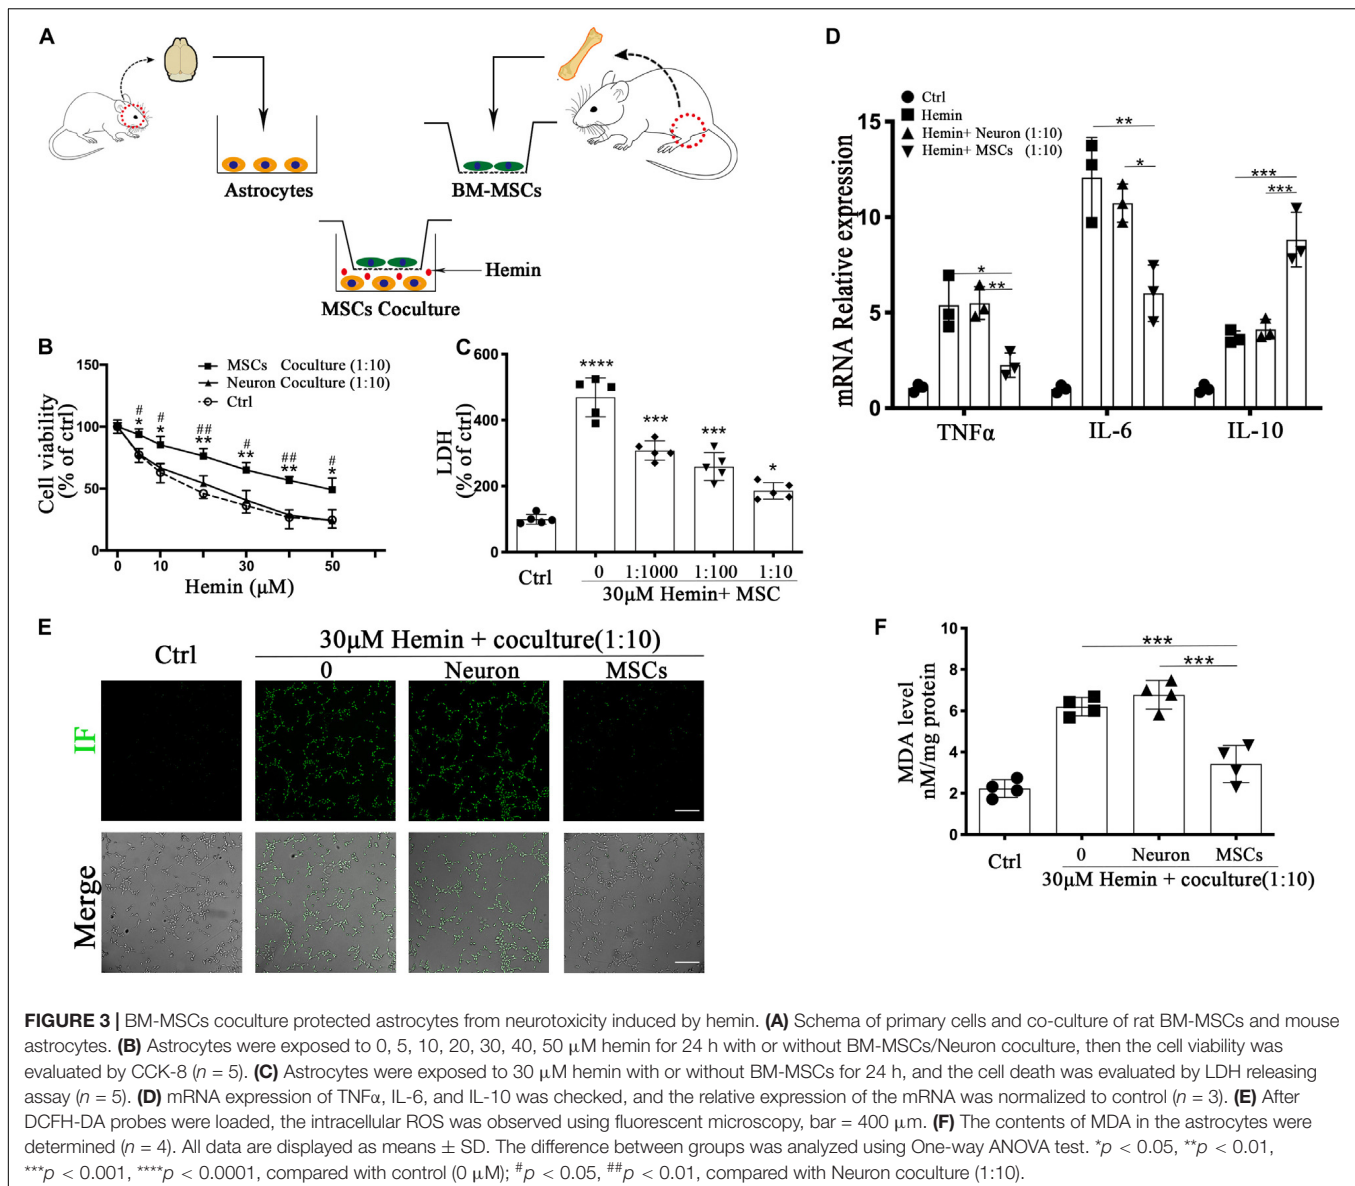 A
Astrocytes
BM-MSCs
Hemin
MSCs Coculture
B
MSCs Coculture (1:10)
Neuron Coculture (1:10)
Ctrl
Cell viability
(% of ctrl)
150
100
50
0
# * # * ## ** # ** ## ** # *
0 10 20 30 40 50
Hemin (μM)
C
LDH
(% of ctrl)
600
400
200
0
**** *** *** *
Ctrl 0 1:1000 1:100 1:10
30μM Hemin+ MSC
D
Ctrl
Hemin
Hemin+ Neuron (1:10)
Hemin+ MSCs (1:10)
mRNA Relative expression
15
10
5
0
* ** ** * *** ***
TNFα IL-6 IL-10
E
30μM Hemin + coculture(1:10)
Ctrl 0 Neuron MSCs
IF
Merge
F
MDA level
nM/mg protein
10
8
6
4
2
0
***
***
Ctrl 0 Neuron MSCs
30μM Hemin + coculture(1:10)
FIGURE 3 | BM-MSCs coculture protected astrocytes from neurotoxicity induced by hemin. (A) Schema of primary cells and co-culture of rat BM-MSCs and mouse
astrocytes. (B) Astrocytes were exposed to 0, 5, 10, 20, 30, 40, 50 μM hemin for 24 h with or without BM-MSCs/Neuron coculture, then the cell viability was
evaluated by CCK-8 (n = 5). (C) Astrocytes were exposed to 30 μM hemin with or without BM-MSCs for 24 h, and the cell death was evaluated by LDH releasing
assay (n = 5). (D) mRNA expression of TNFα, IL-6, and IL-10 was checked, and the relative expression of the mRNA was normalized to control (n = 3). (E) After
DCFH-DA probes were loaded, the intracellular ROS was observed using fluorescent microscopy, bar = 400 μm. (F) The contents of MDA in the astrocytes were
determined (n = 4). All data are displayed as means ± SD. The difference between groups was analyzed using One-way ANOVA test. *p < 0.05, **p < 0.01,
***p < 0.001, ****p < 0.0001, compared with control (0 μM); #p < 0.05, ##p < 0.01, compared with Neuron coculture (1:10).